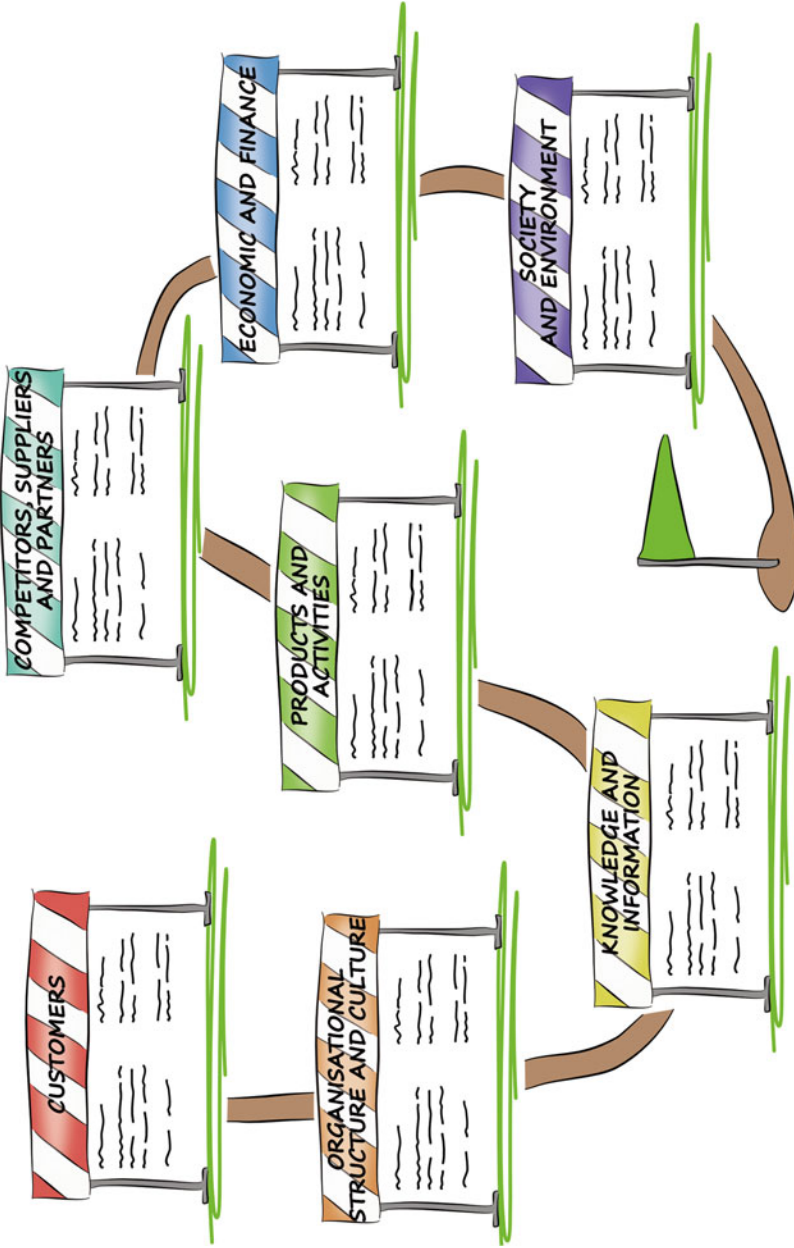 CUSTOMERS
ORGANISATIONAL
STRUCTURE AND CULTURE
KNOWLEDGE AND
INFORMATION
PRODUCTS AND
ACTIVITIES
COMPETITORS, SUPPLIERS
AND PARTNERS
ECONOMIC AND FINANCE
SOCIETY
AND ENVIRONMENT